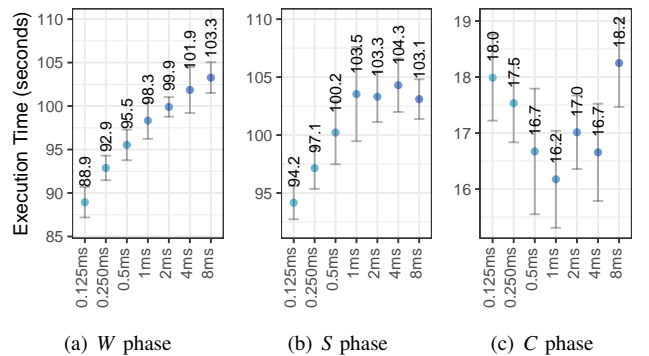 Execution Time (seconds)
110
105
100
95
90
85
88.9
92.9
95.5
98.3
99.9
101.9
103.3
0.125ms
0.250ms
0.5ms
1ms
2ms
4ms
8ms
(a) W phase
110
105
100
95
94.2
97.1
100.2
103.5
103.3
104.3
103.1
0.125ms
0.250ms
0.5ms
1ms
2ms
4ms
8ms
(b) S phase
19
18
17
16
18.0
17.5
16.7
16.2
17.0
16.7
18.2
0.125ms
0.250ms
0.5ms
1ms
2ms
4ms
8ms
(c) C phase